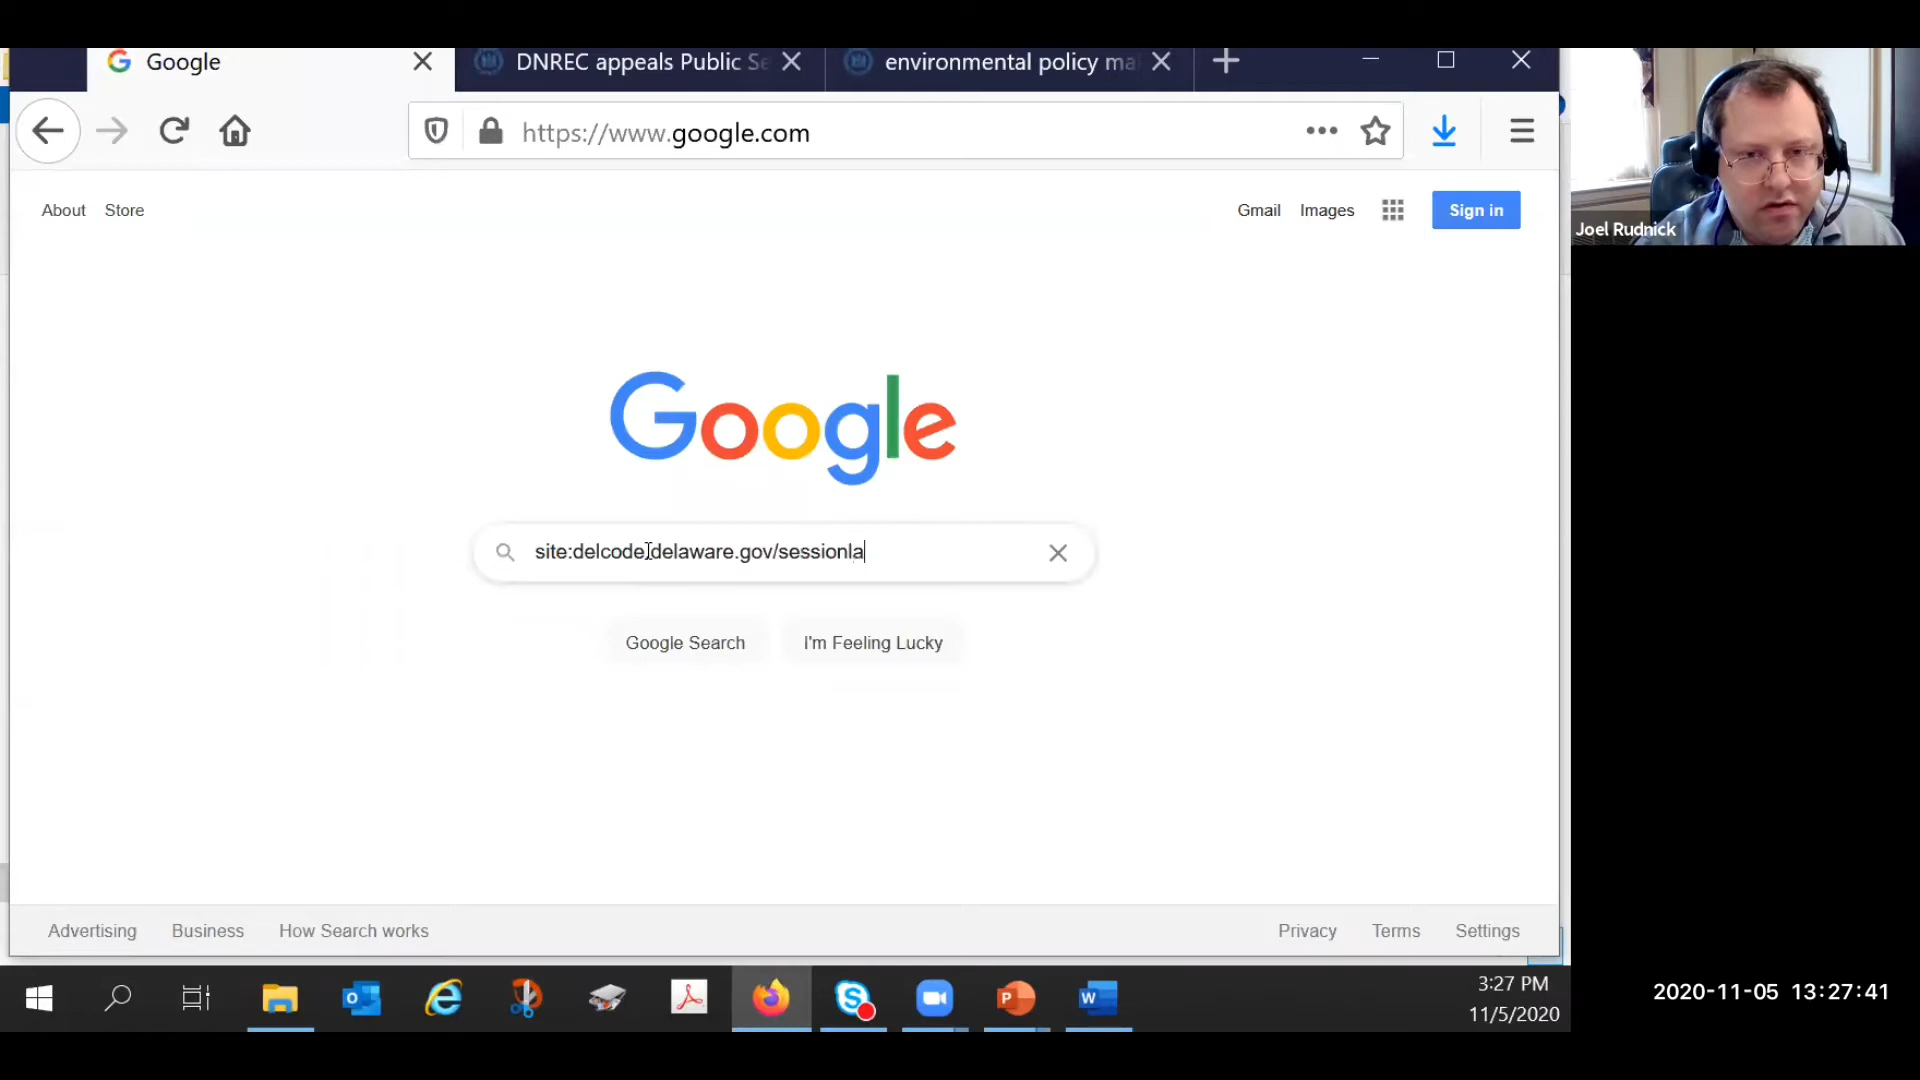 Google
DNREC appeals Public Se
environmental policy ma
https://www.google.com
About Store
Gmail Images Sign in
Joel Rudnick
Google
site:delcode.delaware.gov/sessionla
Google Search I'm Feeling Lucky
Advertising Business How Search works
Privacy Terms Settings
3:27 PM
11/5/2020
2020-11-05 13:27:41